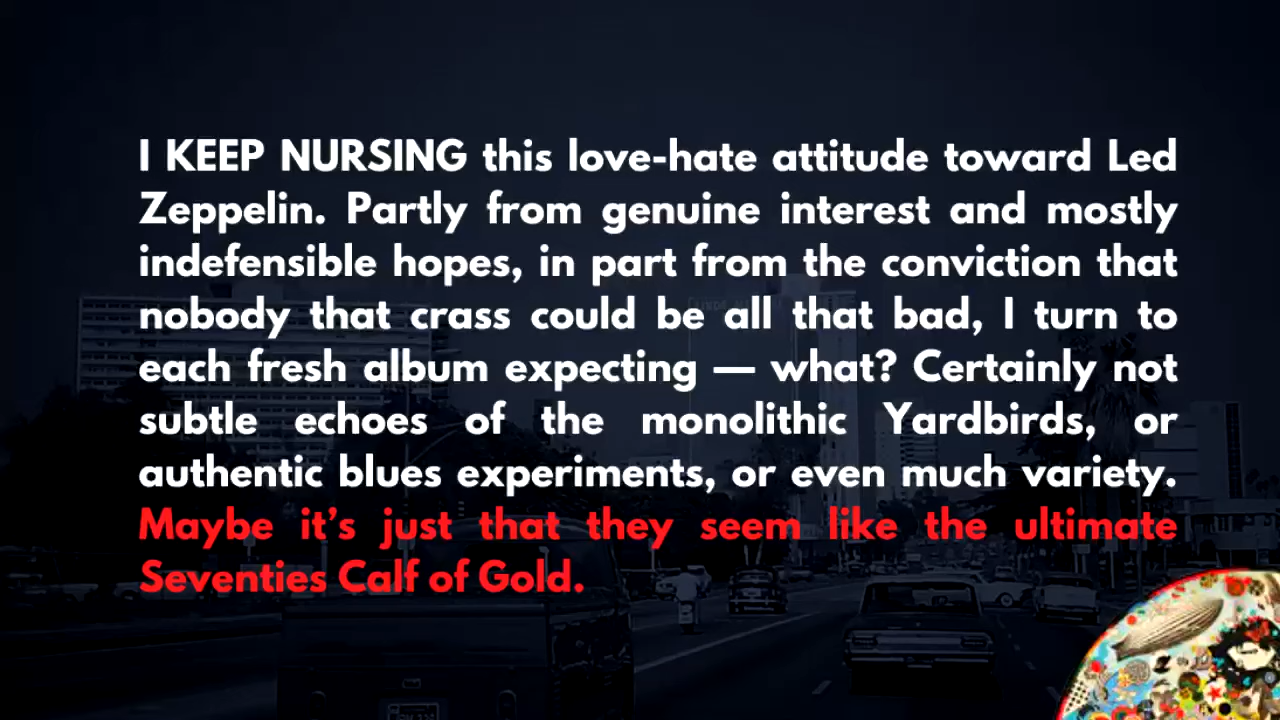 I KEEP NURSING this love-hate attitude toward Led
Zeppelin. Partly from genuine interest and mostly
indefensible hopes, in part from the conviction that
nobody that crass could be all that bad, I turn to
each fresh album expecting — what? Certainly not
subtle echoes of the monolithic Yardbirds, or
authentic blues experiments, or even much variety.
Maybe it’s just that they seem like the ultimate
Seventies Calf of Gold.